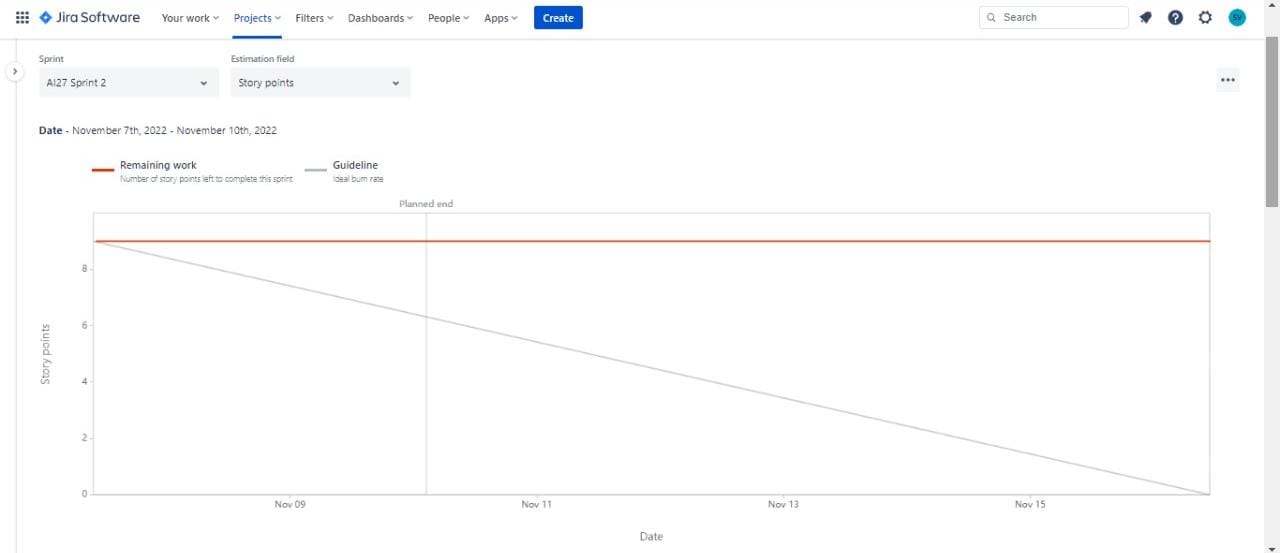 Jira Software Your work Projects Filters Dashboards People Apps Create Search SV
Sprint Estimation field
AI27 Sprint 2 Story points
Date - November 7th, 2022 - November 10th, 2022
Remaining work Guideline
Number of story points left to complete this sprint Ideal burn rate
Planned end
8
6
4
2
0
Story points
Nov 09 Nov 11 Nov 13 Nov 15
Date